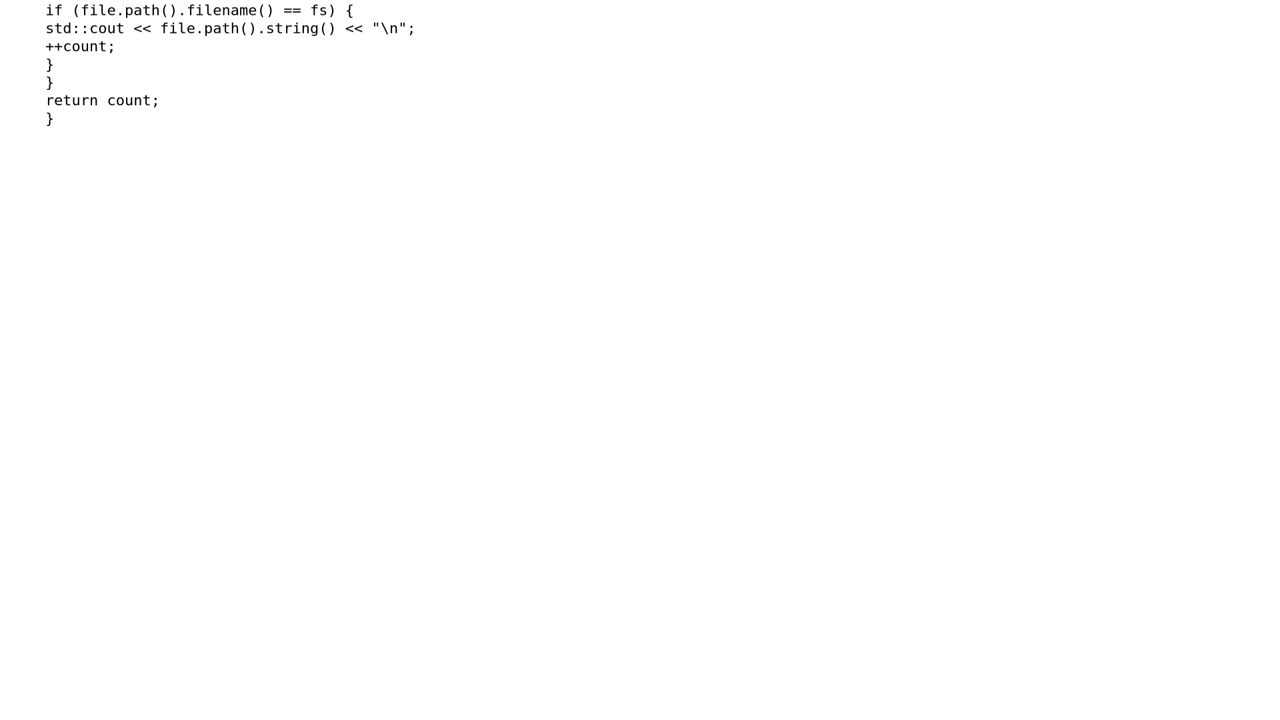 if (file.path().filename() == fs) {
std::cout << file.path().string() << "\n";
++count;
}
}
return count;
}